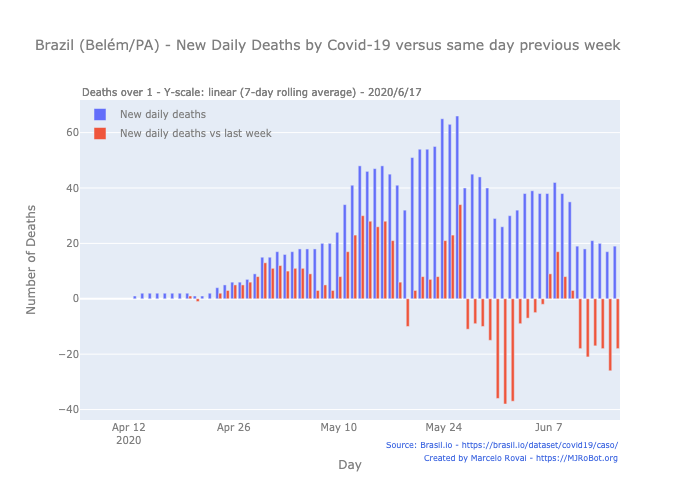 Brazil (Belém/PA) - New Daily Deaths by Covid-19 versus same day previous week
Deaths over 1 - Y-scale: linear (7-day rolling average) - 2020/6/17
New daily deaths
New daily deaths vs last week
60
40
20
0
−20
−40
Number of Deaths
Apr 12 Apr 26 May 10 May 24 Jun 7
2020
Day
Source: Brasil.io - https://brasil.io/dataset/covid19/caso/
Created by Marcelo Rovai - https://MJRoBot.org